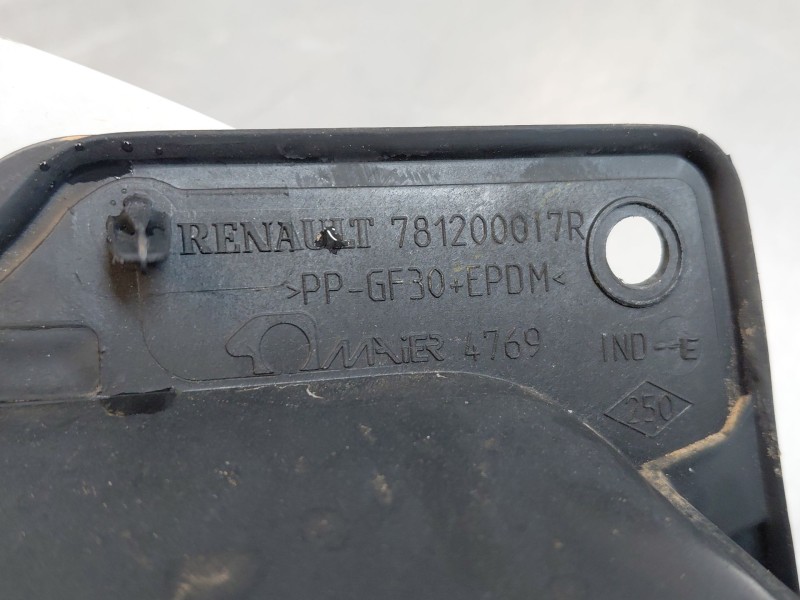 RENAULT 781200017R
>PP-GF30+EPDM<
MAIER 4769 IND-E
250